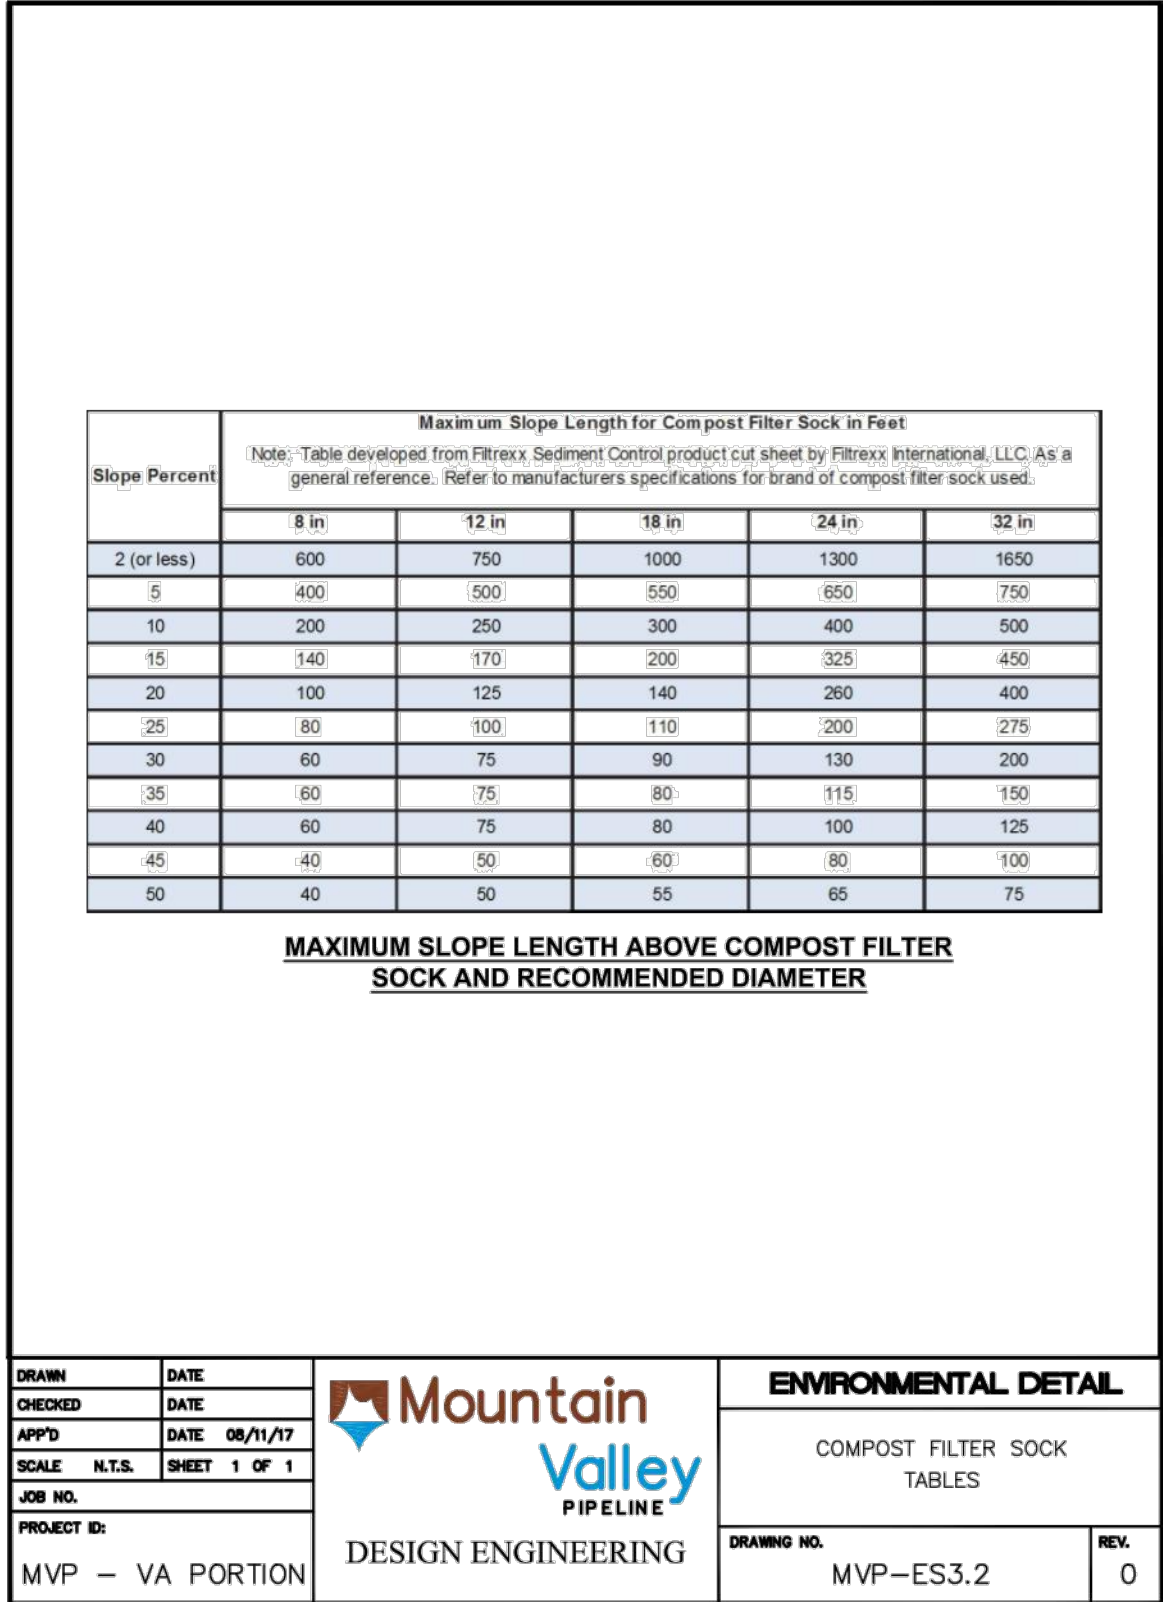 Maximum Slope Length for Compost Filter Sock in Feet
Note: Table developed from Filtrexx Sediment Control product cut sheet by Filtrexx International, LLC. As a
general reference. Refer to manufacturers specifications for brand of compost filter sock used.
Slope Percent
8 in 12 in 18 in 24 in 32 in
2 (or less) 600 750 1000 1300 1650
5 400 500 550 650 750
10 200 250 300 400 500
15 140 170 200 325 450
20 100 125 140 260 400
25 80 100 110 200 275
30 60 75 90 130 200
35 60 75 80 115 150
40 60 75 80 100 125
45 40 50 60 80 100
50 40 50 55 65 75
MAXIMUM SLOPE LENGTH ABOVE COMPOST FILTER
SOCK AND RECOMMENDED DIAMETER
DRAWN DATE
CHECKED DATE
APP'D DATE 08/11/17
SCALE N.T.S. SHEET 1 OF 1
JOB NO.
PROJECT ID:
MVP - VA PORTION
Mountain
Valley
PIPELINE
DESIGN ENGINEERING
ENVIRONMENTAL DETAIL
COMPOST FILTER SOCK
TABLES
DRAWING NO.
MVP-ES3.2
REV.
0